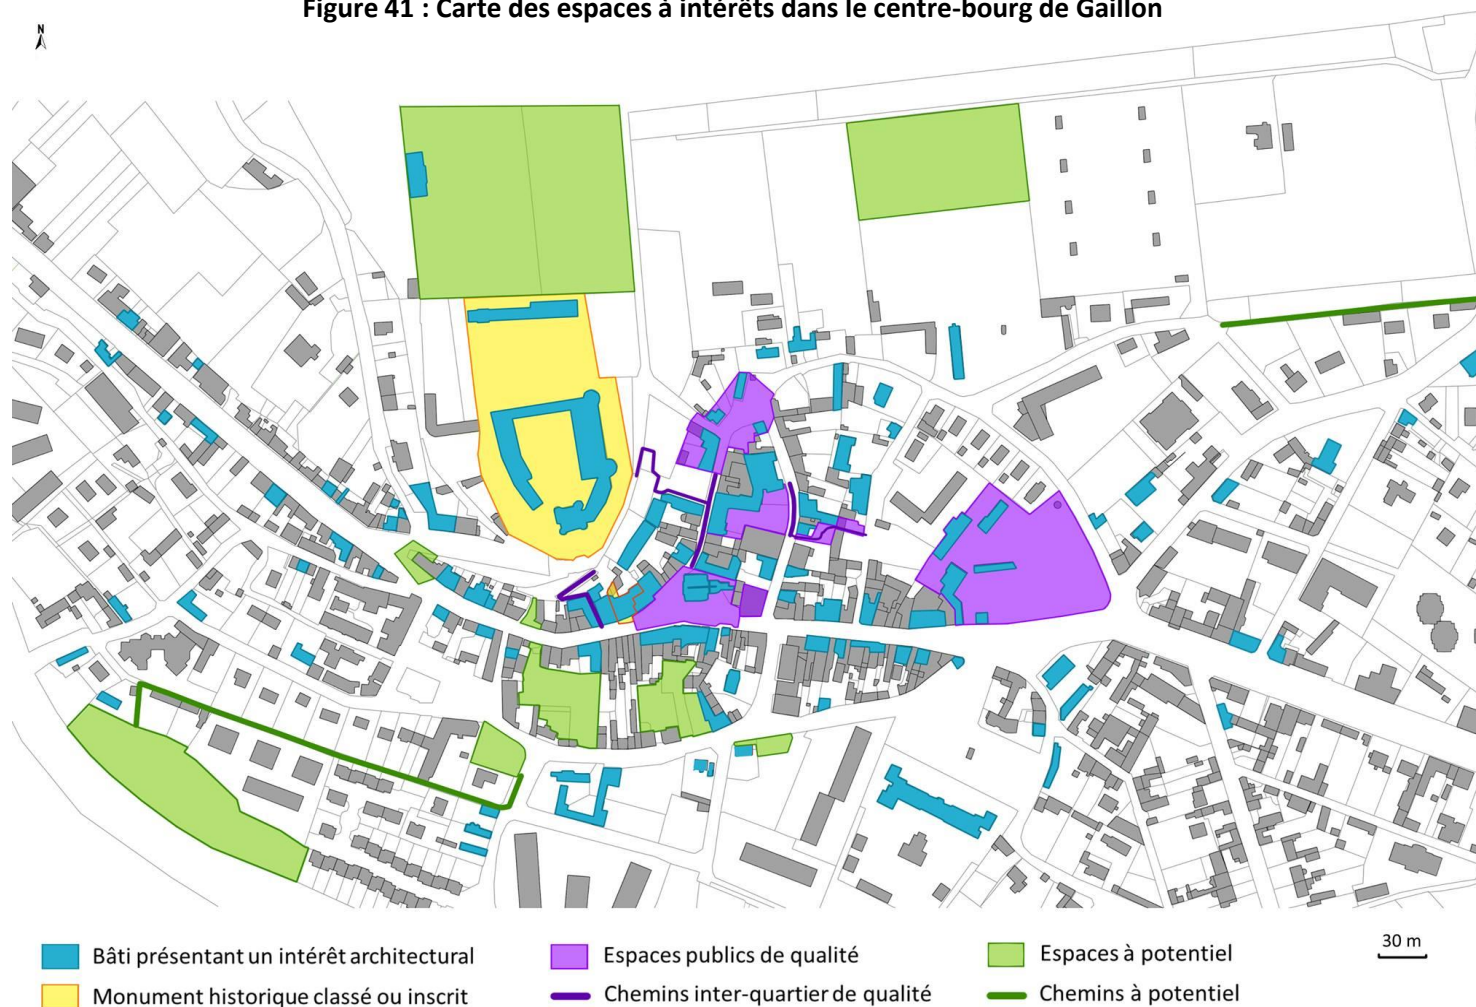 Figure 41 : Carte des espaces à intérêts dans le centre-bourg de Gaillon
N
Bâti présentant un intérêt architectural
Espaces publics de qualité
Espaces à potentiel
30 m
Monument historique classé ou inscrit
Chemins inter-quartier de qualité
Chemins à potentiel